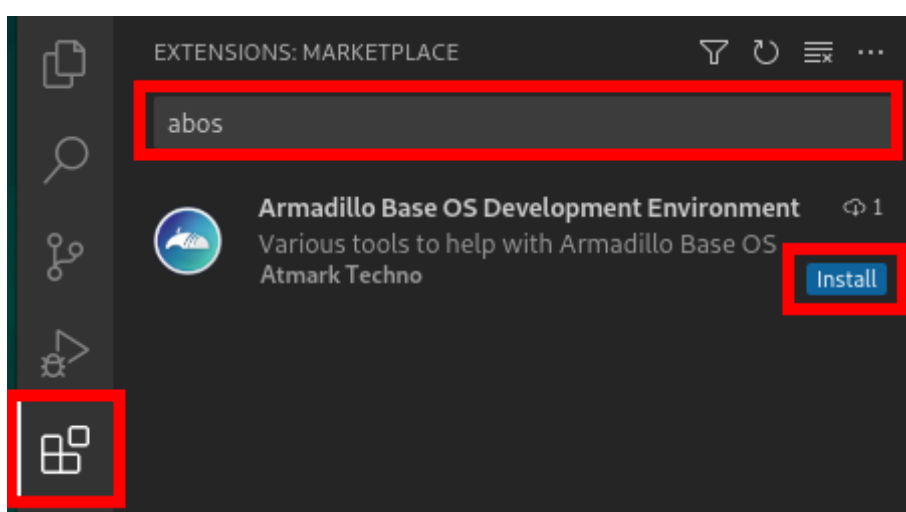 EXTENSIONS: MARKETPLACE
abos
Armadillo Base OS Development Environment 1
Various tools to help with Armadillo Base OS
Atmark Techno
Install